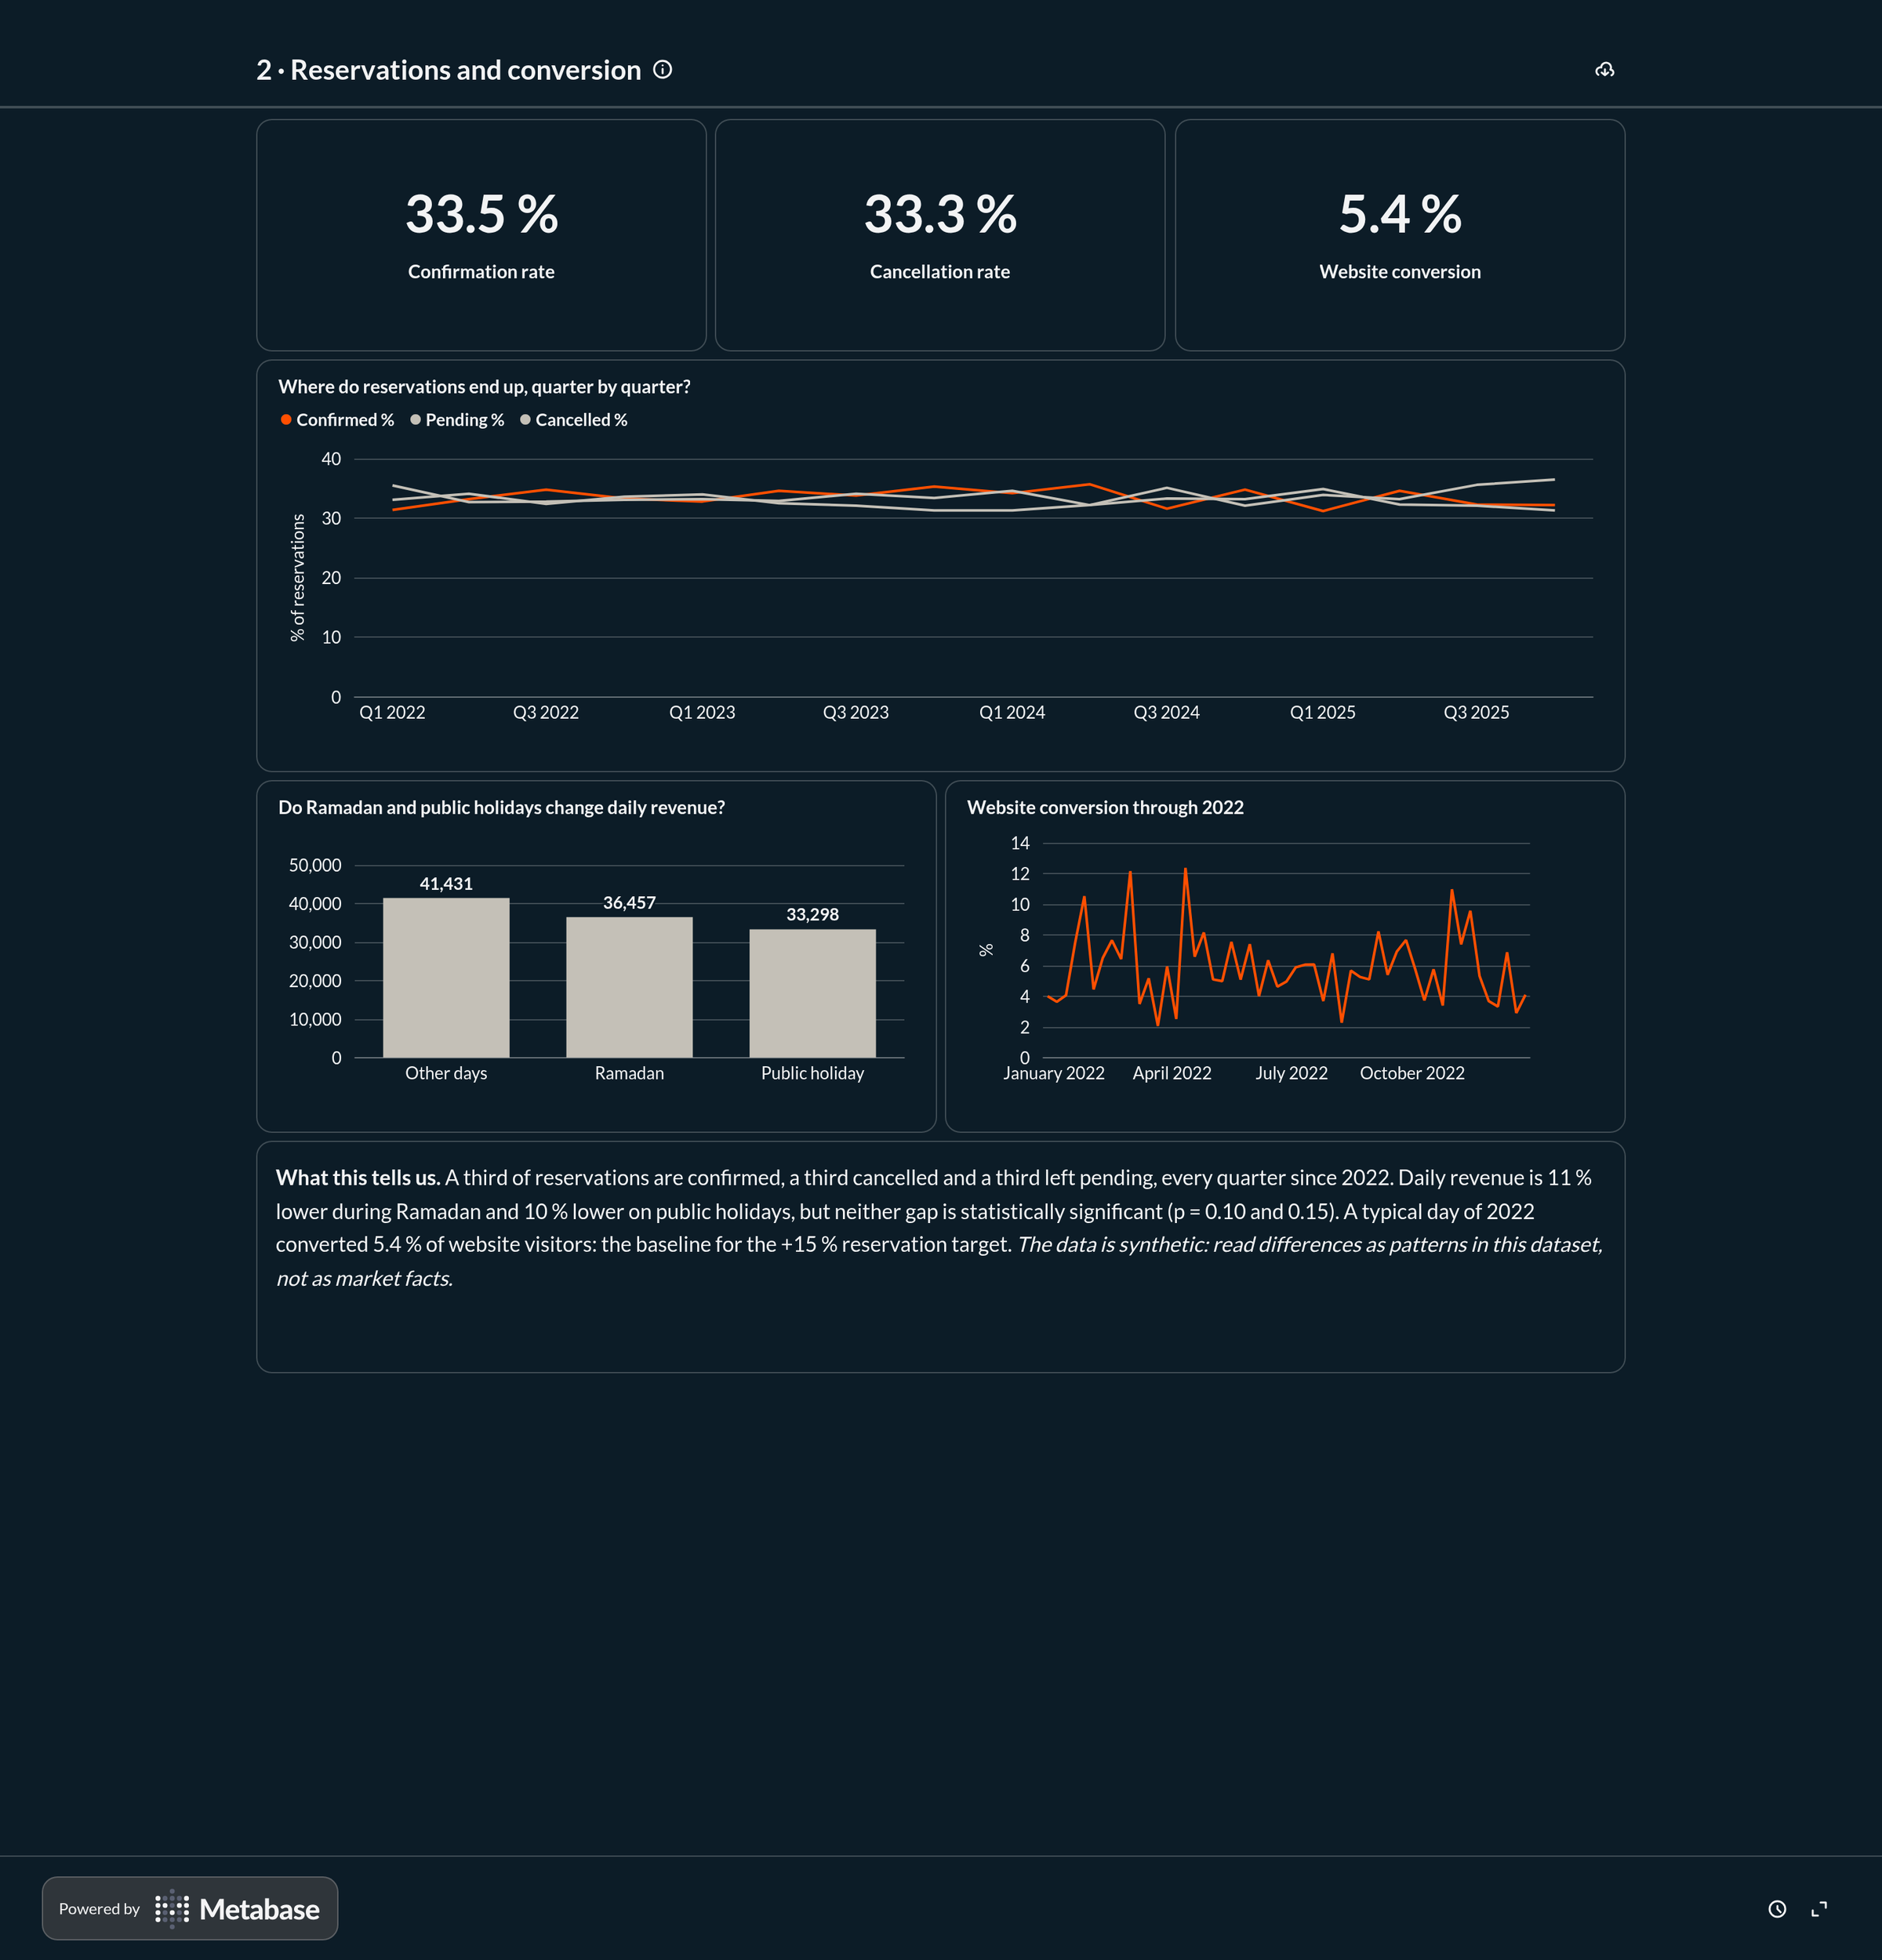 2 · Reservations and conversion
33.5 %
Confirmation rate
33.3 %
Cancellation rate
5.4 %
Website conversion
Where do reservations end up, quarter by quarter?
Confirmed % Pending % Cancelled %
% of reservations
40
30
20
10
0
Q1 2022 Q3 2022 Q1 2023 Q3 2023 Q1 2024 Q3 2024 Q1 2025 Q3 2025
Do Ramadan and public holidays change daily revenue?
50,000
40,000
30,000
20,000
10,000
0
41,431
36,457
33,298
Other days Ramadan Public holiday
Website conversion through 2022
%
14
12
10
8
6
4
2
0
January 2022 April 2022 July 2022 October 2022
What this tells us. A third of reservations are confirmed, a third cancelled and a third left pending, every quarter since 2022. Daily revenue is 11 %
lower during Ramadan and 10 % lower on public holidays, but neither gap is statistically significant (p = 0.10 and 0.15). A typical day of 2022
converted 5.4 % of website visitors: the baseline for the +15 % reservation target. The data is synthetic: read differences as patterns in this dataset,
not as market facts.
Powered by Metabase